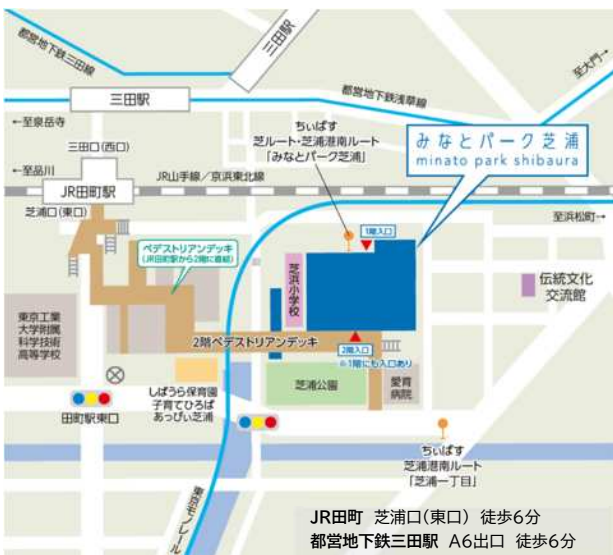 都営地下鉄三田線
三田駅
三田駅
都営地下鉄浅草線
至大門→
←至泉岳寺
三田口(西口)
ちぃばす
芝ルート・芝浦港南ルート
「みなとパーク芝浦」
みなとパーク芝浦
minato park shibaura
←至品川
JR田町駅
JR山手線/京浜東北線
芝浦口(東口)
至浜松町→
1階入口
ペデストリアンデッキ
(JR田町駅から2階に直結)
芝浜小学校
伝統文化
交流館
東京工業
大学附属
科学技術
高等学校
2階ペデストリアンデッキ
2階入口
※1階にも入口あり
しばうら保育園
子育てひろば
あっぴぃ芝浦
芝浦公園
愛育
病院
田町駅東口
ちぃばす
芝浦港南ルート
「芝浦一丁目」
東京モノレール
JR田町 芝浦口(東口) 徒歩6分
都営地下鉄三田駅 A6出口 徒歩6分